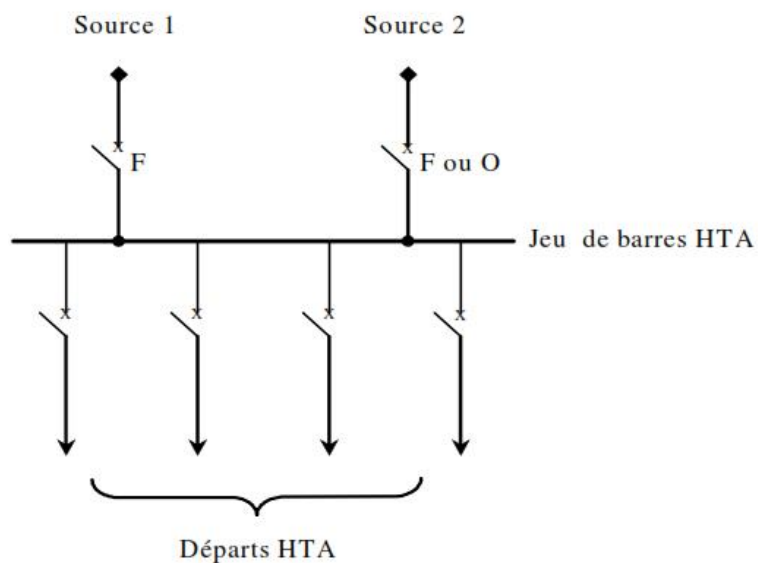 Source 1
Source 2
F
F ou O
Jeu de barres HTA
Départs HTA